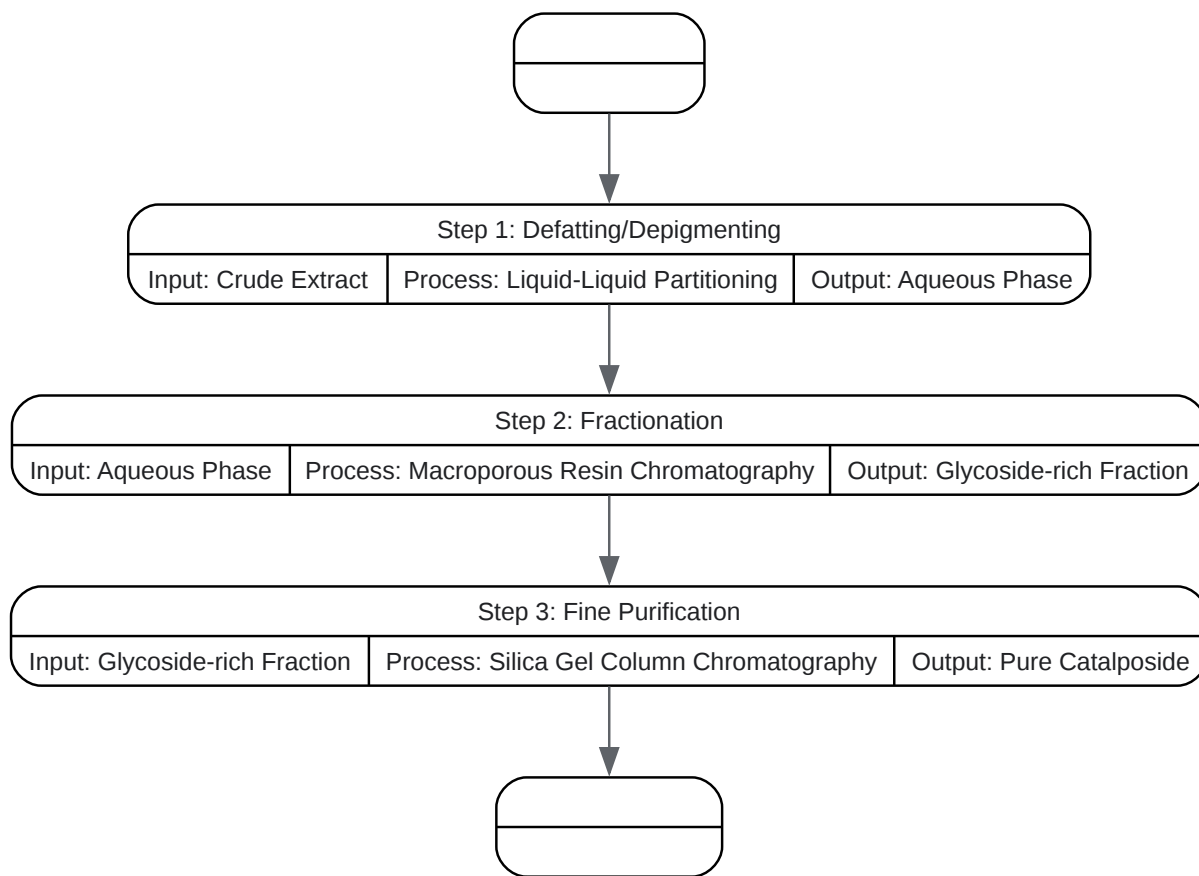 Step 1: Defatting/Depigmenting
Input: Crude Extract Process: Liquid-Liquid Partitioning Output: Aqueous Phase
Step 2: Fractionation
Input: Aqueous Phase Process: Macroporous Resin Chromatography Output: Glycoside-rich Fraction
Step 3: Fine Purification
Input: Glycoside-rich Fraction Process: Silica Gel Column Chromatography Output: Pure Catalposide